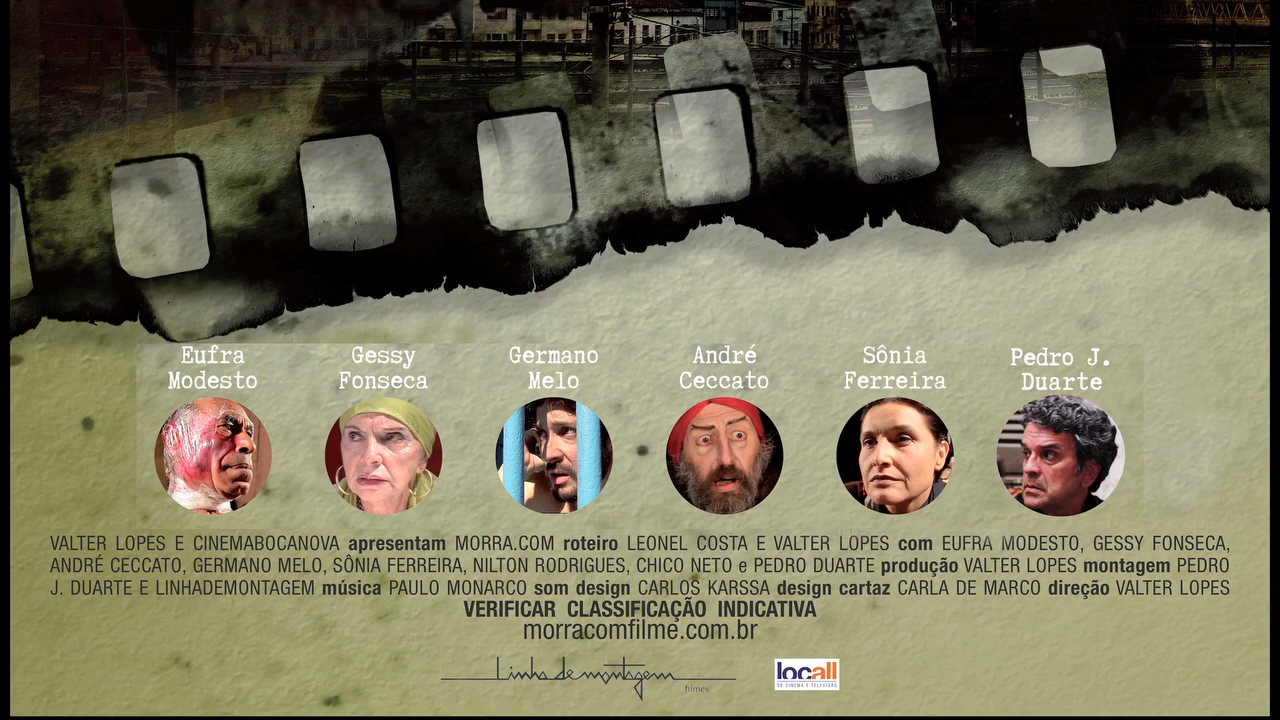 Eufra
Modesto
Gessy
Fonseca
Germano
Melo
André
Ceccato
Sônia
Ferreira
Pedro J.
Duarte
VALTER LOPES E CINEMABOCANOVA apresentam MORRA.COM roteiro LEONEL COSTA E VALTER LOPES com EUFRA MODESTO, GESSY FONSECA,
ANDRÉ CECCATO, GERMANO MELO, SÔNIA FERREIRA, NILTON RODRIGUES, CHICO NETO e PEDRO DUARTE produção VALTER LOPES montagem PEDRO
J. DUARTE E LINHADEMONTAGEM música PAULO MONARCO som design CARLOS KARSSA design cartaz CARLA DE MARCO direção VALTER LOPES
VERIFICAR CLASSIFICAÇÃO INDICATIVA
morracomfilme.com.br
Linha de montagem
filmes
locall
DE CINEMA E TELEVISÃO